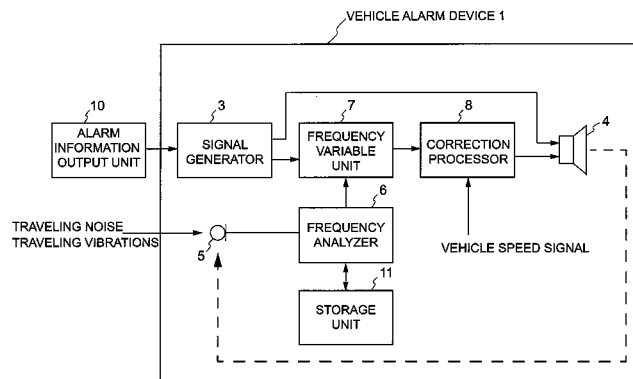 VEHICLE ALARM DEVICE 1
10
3
7
8
4
ALARM
INFORMATION
OUTPUT UNIT
SIGNAL
GENERATOR
FREQUENCY
VARIABLE
UNIT
CORRECTION
PROCESSOR
6
TRAVELING NOISE
TRAVELING VIBRATIONS
5
FREQUENCY
ANALYZER
VEHICLE SPEED SIGNAL
11
STORAGE
UNIT